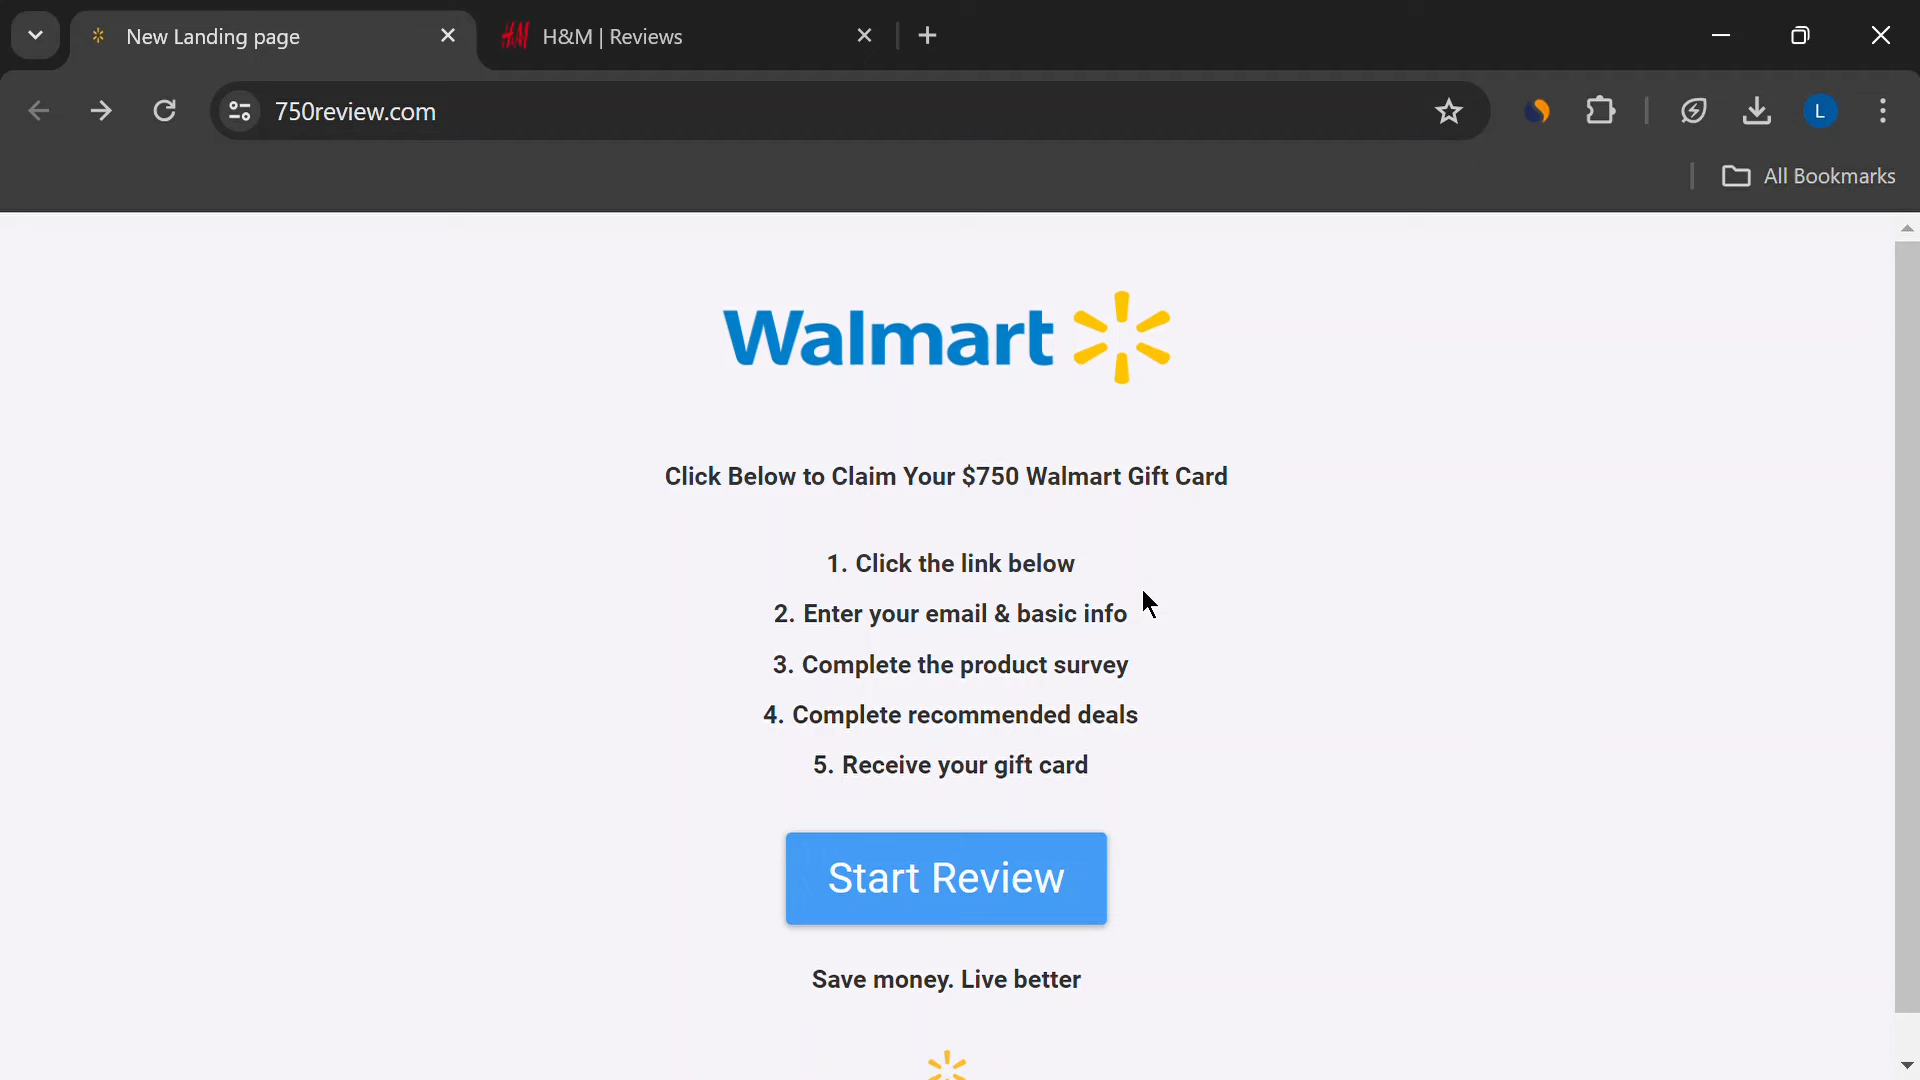 New Landing page
H&M | Reviews
750review.com
L
All Bookmarks
Walmart
Click Below to Claim Your $750 Walmart Gift Card
1. Click the link below
2. Enter your email & basic info
3. Complete the product survey
4. Complete recommended deals
5. Receive your gift card
Start Review
Save money. Live better